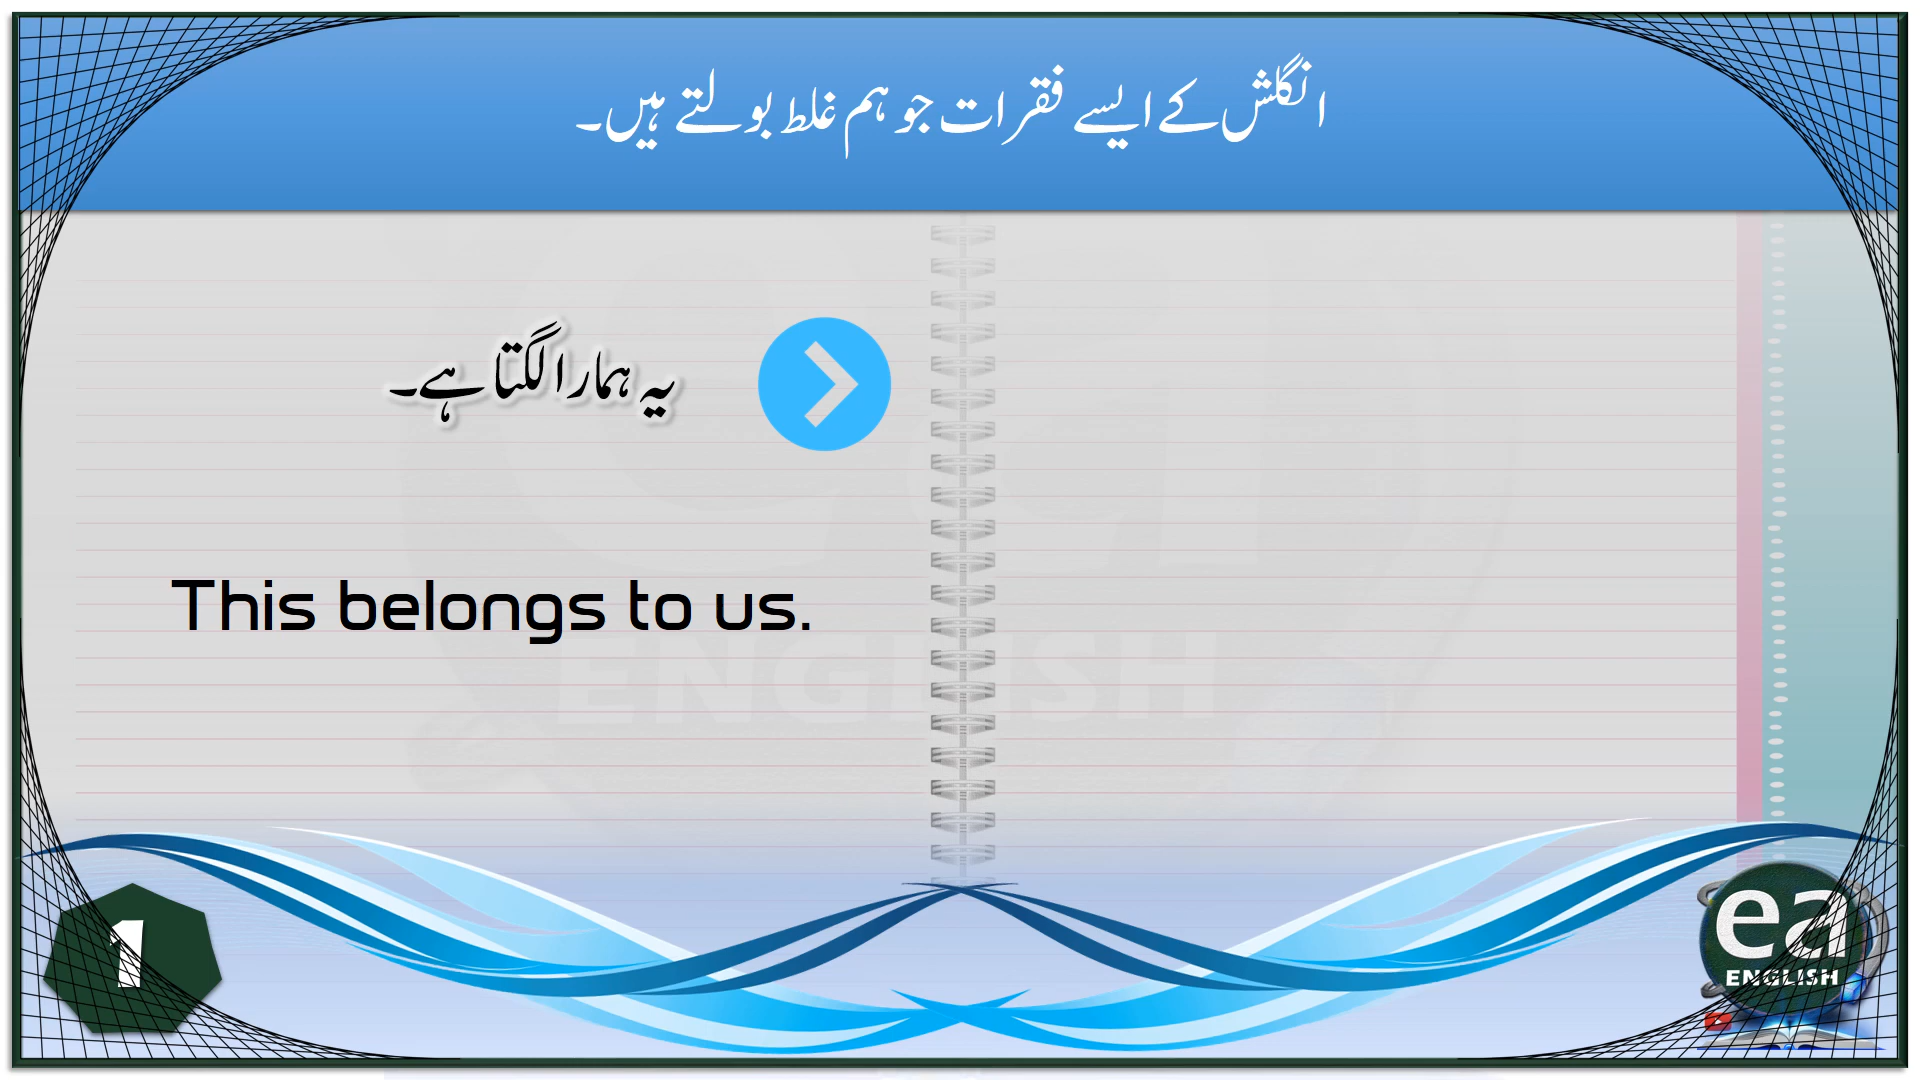 انگلش کے ایسے فقرات جو ہم غلط بولتے ہیں۔
یہ ہمارا لگتا ہے۔
This belongs to us.
ENGLISH
1
ea
ENGLISH